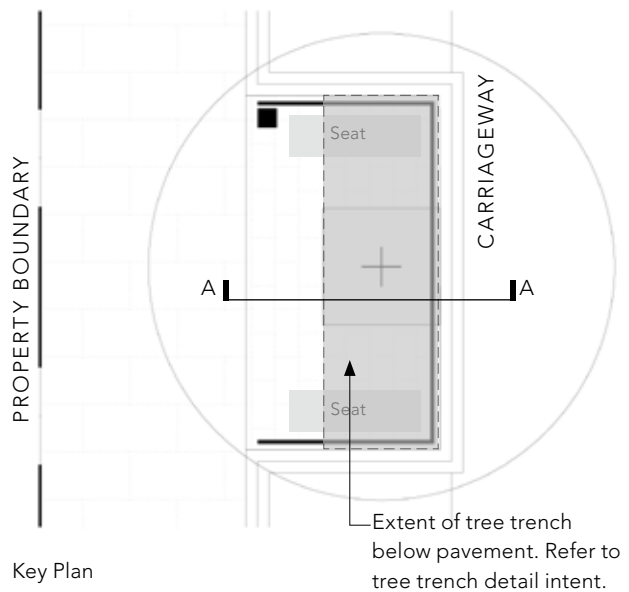 PROPERTY BOUNDARY
Seat
CARRIAGEWAY
A
A
Seat
Extent of tree trench
below pavement. Refer to
tree trench detail intent.
Key Plan